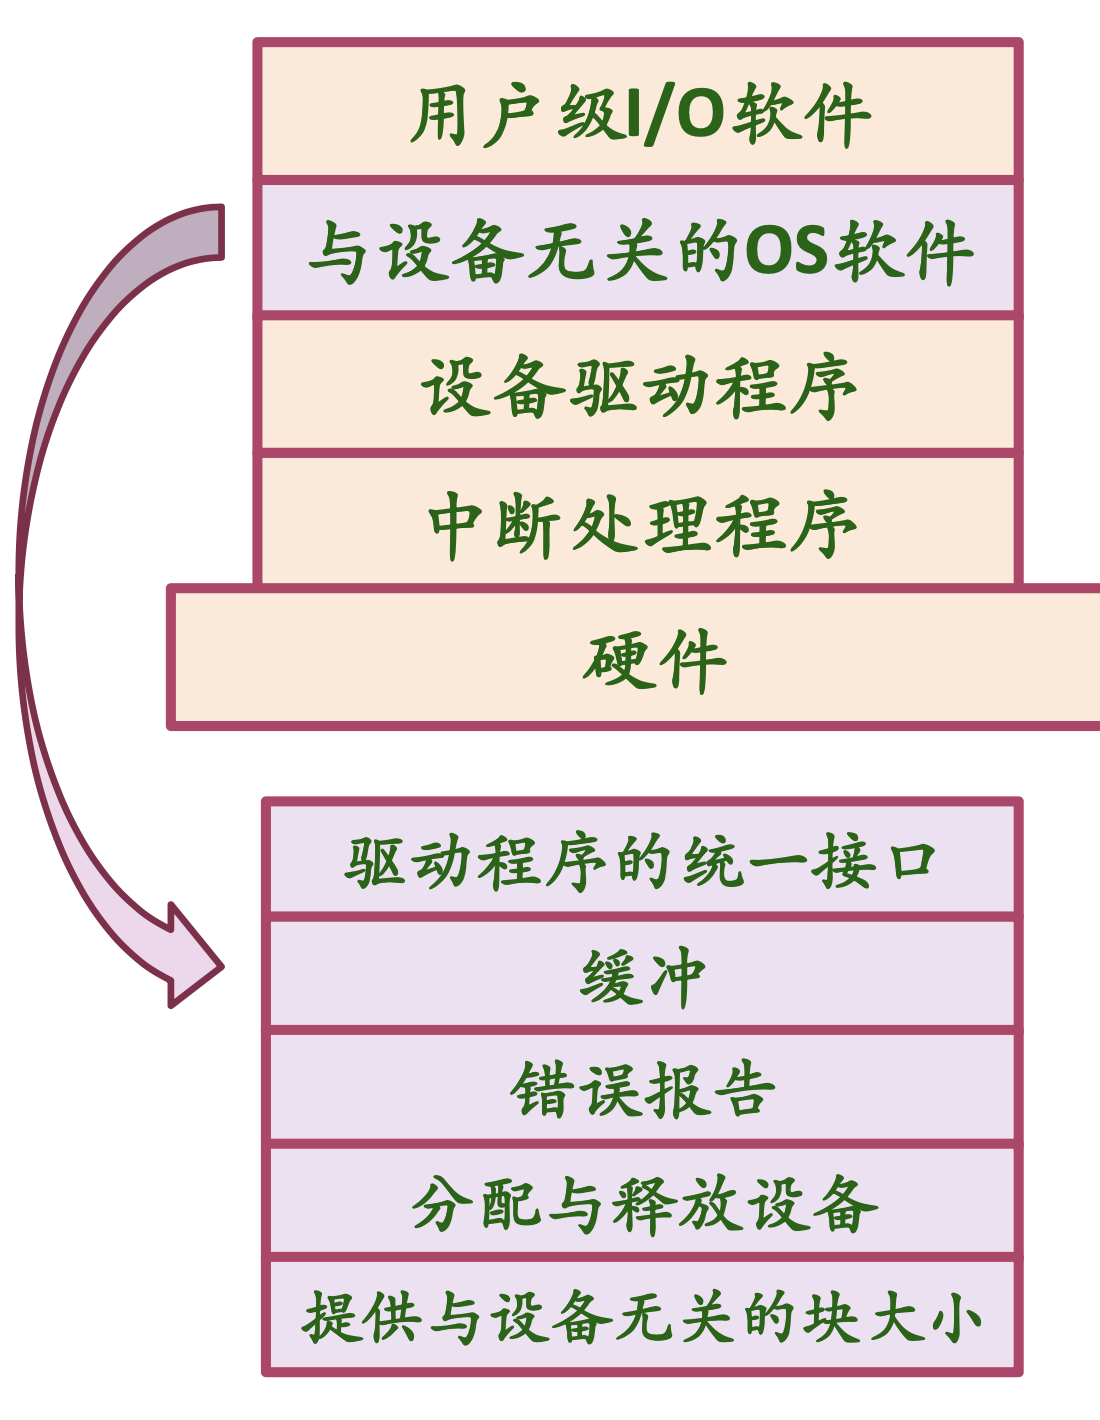 用户级I/O软件
与设备无关的OS软件
设备驱动程序
中断处理程序
硬件
驱动程序的统一接口
缓冲
错误报告
分配与释放设备
提供与设备无关的块大小